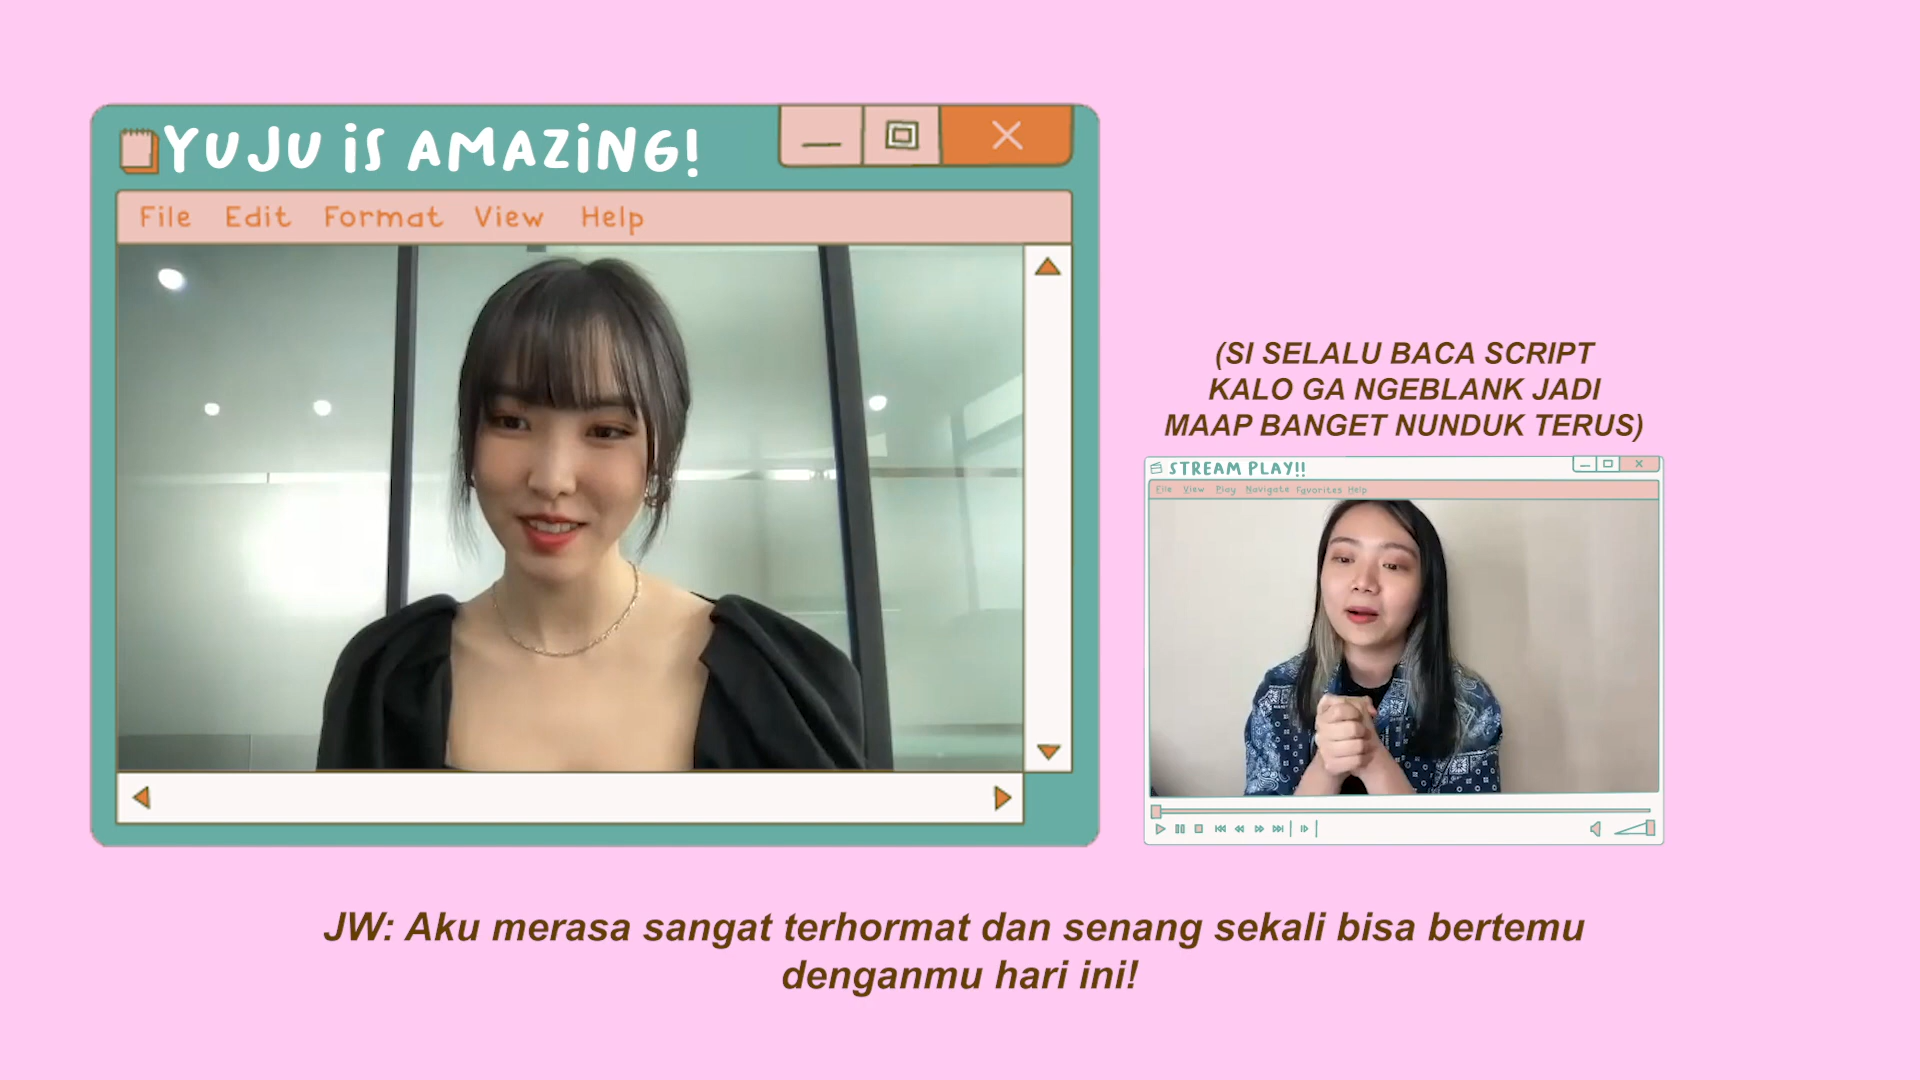 YUJU iS AMAZiNG!
File Edit Format View Help
(SI SELALU BACA SCRIPT
KALO GA NGEBLANK JADI
MAAP BANGET NUNDUK TERUS)
STREAM PLAY!!
File View Play Navigate Favorites Help
JW: Aku merasa sangat terhormat dan senang sekali bisa bertemu
denganmu hari ini!